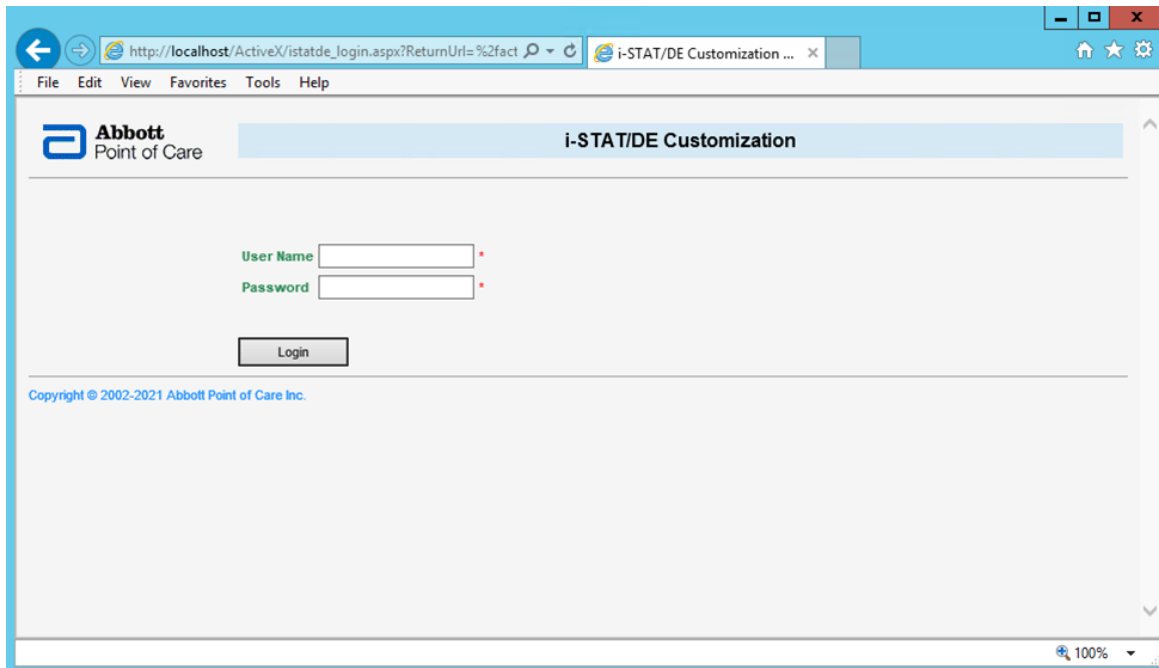 http://localhost/ActiveX/istatde_login.aspx?ReturnUrl=%2fact
i-STAT/DE Customization ...
File Edit View Favorites Tools Help
Abbott
Point of Care
i-STAT/DE Customization
User Name *
Password *
Login
Copyright © 2002-2021 Abbott Point of Care Inc.
100%